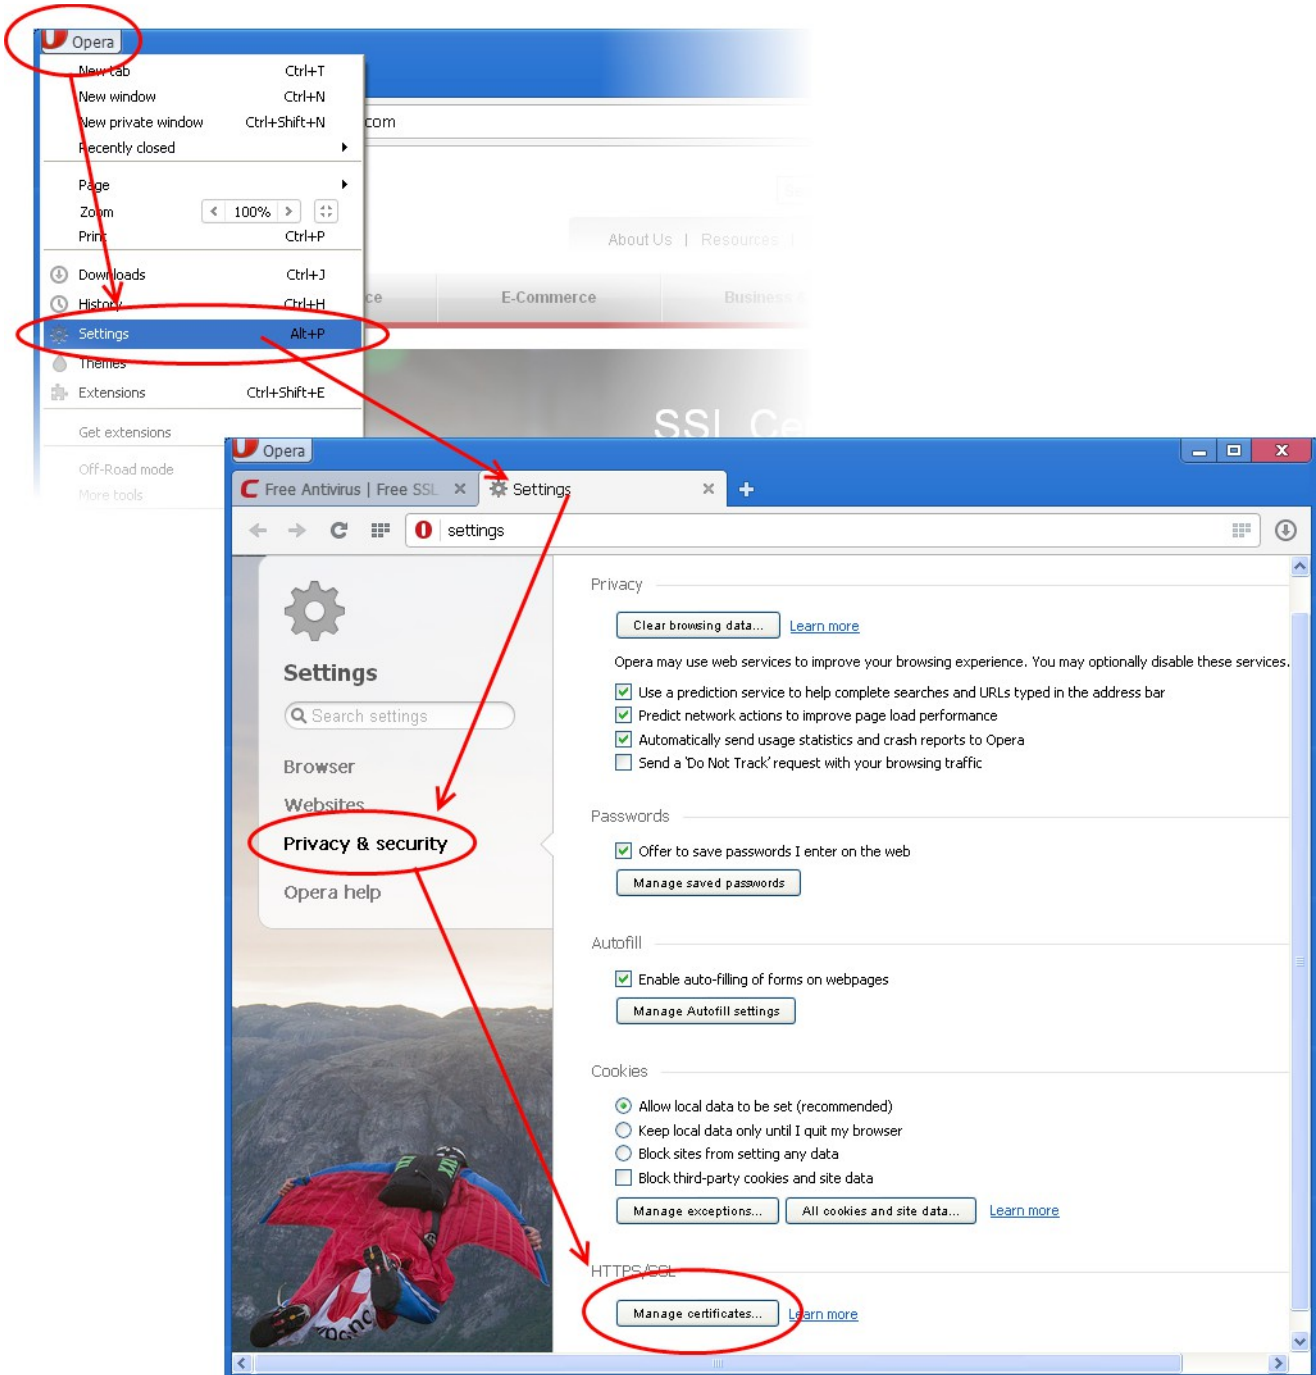 Opera
New tab Ctrl+T
New window Ctrl+N
New private window Ctrl+Shift+N
com
Recently closed
Page
Zoom 100%
Print Ctrl+P
About Us | Resources |
Downloads Ctrl+J
History Ctrl+H
ce E-Commerce Business
Settings Alt+P
Themes
Extensions Ctrl+Shift+E
SSL Ce
Get extensions
Off-Road mode
More tools
Opera
Free Antivirus | Free SSL Settings
settings
Settings
Search settings
Browser
Websites
Privacy & security
Opera help
Privacy
Clear browsing data... Learn more
Opera may use web services to improve your browsing experience. You may optionally disable these services.
Use a prediction service to help complete searches and URLs typed in the address bar
Predict network actions to improve page load performance
Automatically send usage statistics and crash reports to Opera
Send a 'Do Not Track' request with your browsing traffic
Passwords
Offer to save passwords I enter on the web
Manage saved passwords
Autofill
Enable auto-filling of forms on webpages
Manage Autofill settings
Cookies
Allow local data to be set (recommended)
Keep local data only until I quit my browser
Block sites from setting any data
Block third-party cookies and site data
Manage exceptions... All cookies and site data... Learn more
HTTPS/SSL
Manage certificates... Learn more